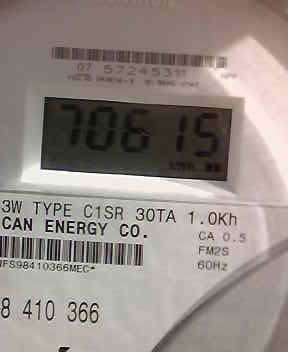 07 57245311
70615
3W TYPE C1SR 30TA 1.0Kh
CAN ENERGY CO.
CA 0.5
FM2S
60Hz
NFS98410366MEC*
8 410 366